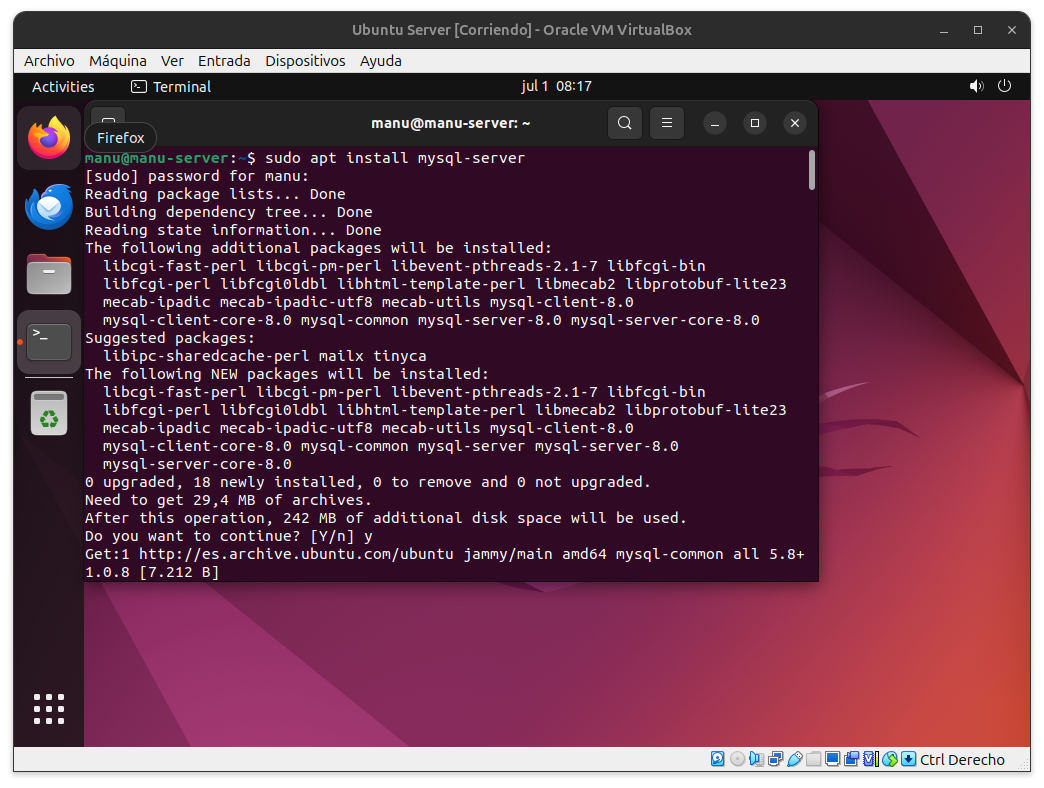 Ubuntu Server [Corriendo] - Oracle VM VirtualBox
Archivo Máquina Ver Entrada Dispositivos Ayuda
Activities Terminal jul 1 08:17
manu@manu-server: ~
Firefox
manu@manu-server:~$ sudo apt install mysql-server
[sudo] password for manu:
Reading package lists... Done
Building dependency tree... Done
Reading state information... Done
The following additional packages will be installed:
  libcgi-fast-perl libcgi-pm-perl libevent-pthreads-2.1-7 libfcgi-bin
  libfcgi-perl libfcgi0ldbl libhtml-template-perl libmecab2 libprotobuf-lite23
  mecab-ipadic mecab-ipadic-utf8 mecab-utils mysql-client-8.0
  mysql-client-core-8.0 mysql-common mysql-server-8.0 mysql-server-core-8.0
Suggested packages:
  libipc-sharedcache-perl mailx tinyca
The following NEW packages will be installed:
  libcgi-fast-perl libcgi-pm-perl libevent-pthreads-2.1-7 libfcgi-bin
  libfcgi-perl libfcgi0ldbl libhtml-template-perl libmecab2 libprotobuf-lite23
  mecab-ipadic mecab-ipadic-utf8 mecab-utils mysql-client-8.0
  mysql-client-core-8.0 mysql-common mysql-server mysql-server-8.0
  mysql-server-core-8.0
0 upgraded, 18 newly installed, 0 to remove and 0 not upgraded.
Need to get 29,4 MB of archives.
After this operation, 242 MB of additional disk space will be used.
Do you want to continue? [Y/n] y
Get:1 http://es.archive.ubuntu.com/ubuntu jammy/main amd64 mysql-common all 5.8+
1.0.8 [7.212 B]
Ctrl Derecho